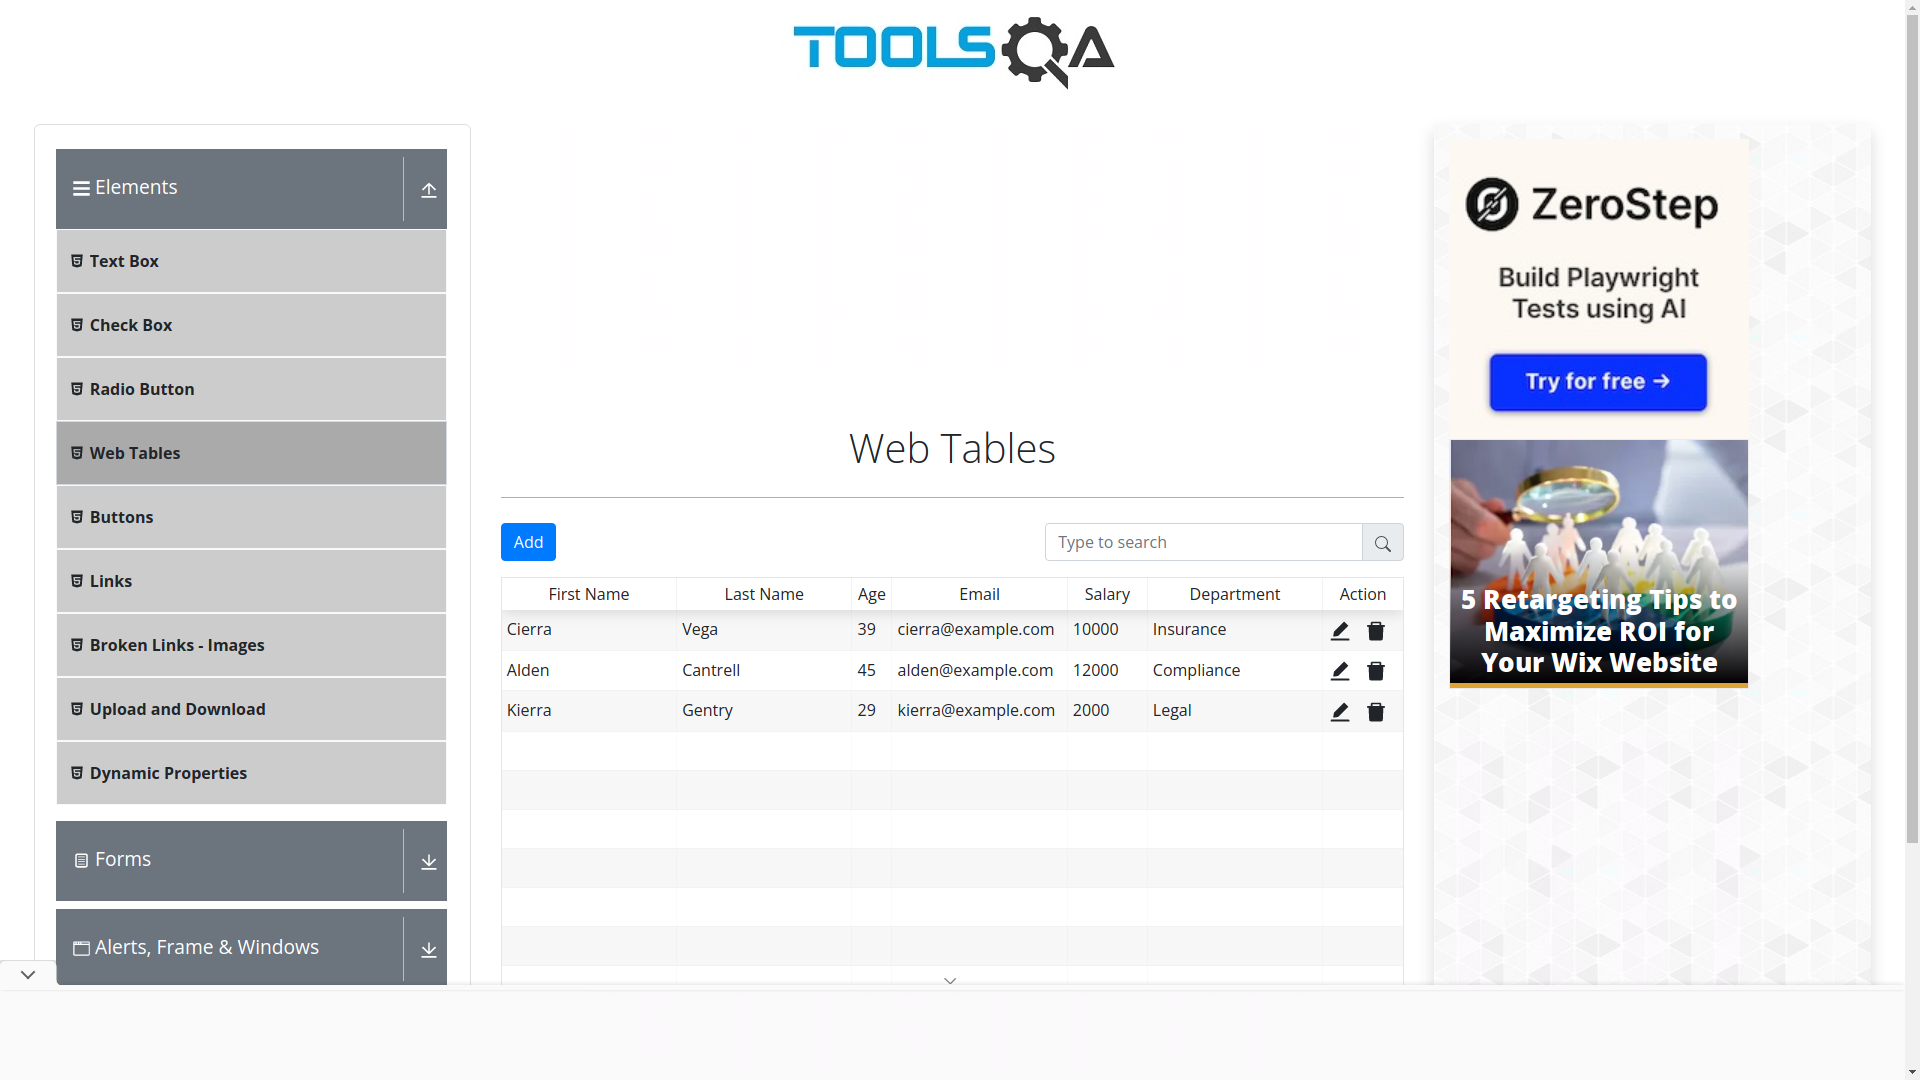 TOOLSQA
Elements
Text Box
Check Box
Radio Button
Web Tables
Buttons
Links
Broken Links - Images
Upload and Download
Dynamic Properties
Forms
Alerts, Frame & Windows
Web Tables
Add
Type to search
First Name Last Name Age Email Salary Department Action
Cierra Vega 39 cierra@example.com 10000 Insurance
Alden Cantrell 45 alden@example.com 12000 Compliance
Kierra Gentry 29 kierra@example.com 2000 Legal
ZeroStep
Build Playwright
Tests using AI
Try for free →
5 Retargeting Tips to
Maximize ROI for
Your Wix Website